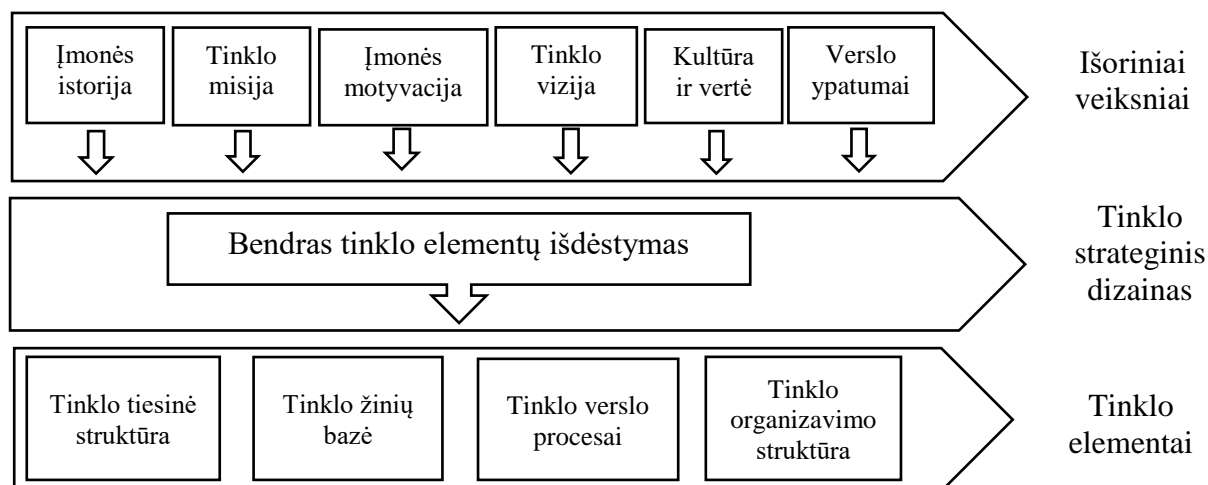 Įmonės
istorija
Tinklo
misija
Įmonės
motyvacija
Tinklo
vizija
Kultūra
ir vertė
Verslo
ypatumai
Išoriniai
veiksniai
Bendras tinklo elementų išdėstymas
Tinklo
strateginis
dizainas
Tinklo tiesinė
struktūra
Tinklo žinių
bazė
Tinklo verslo
procesai
Tinklo
organizavimo
struktūra
Tinklo
elementai